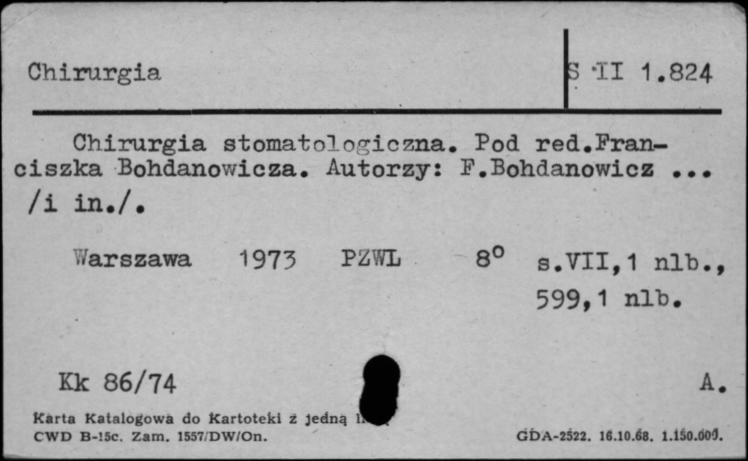 Chirurgia S II 1.824
Chirurgia stomatologiczna. Pod red.Fran-
ciszka Bohdanowicza. Autorzy: F.Bohdanowicz ...
/i in./.
Warszawa 1973 PZWL 8° s.VII,1 nlb.,
599,1 nlb.
Kk 86/74 A.
Karta Katalogowa do Kartoteki z jedną
CWD B-15c. Zam. 1557/DW/On. GDA-2522. 16.10.68. 1.150.000.